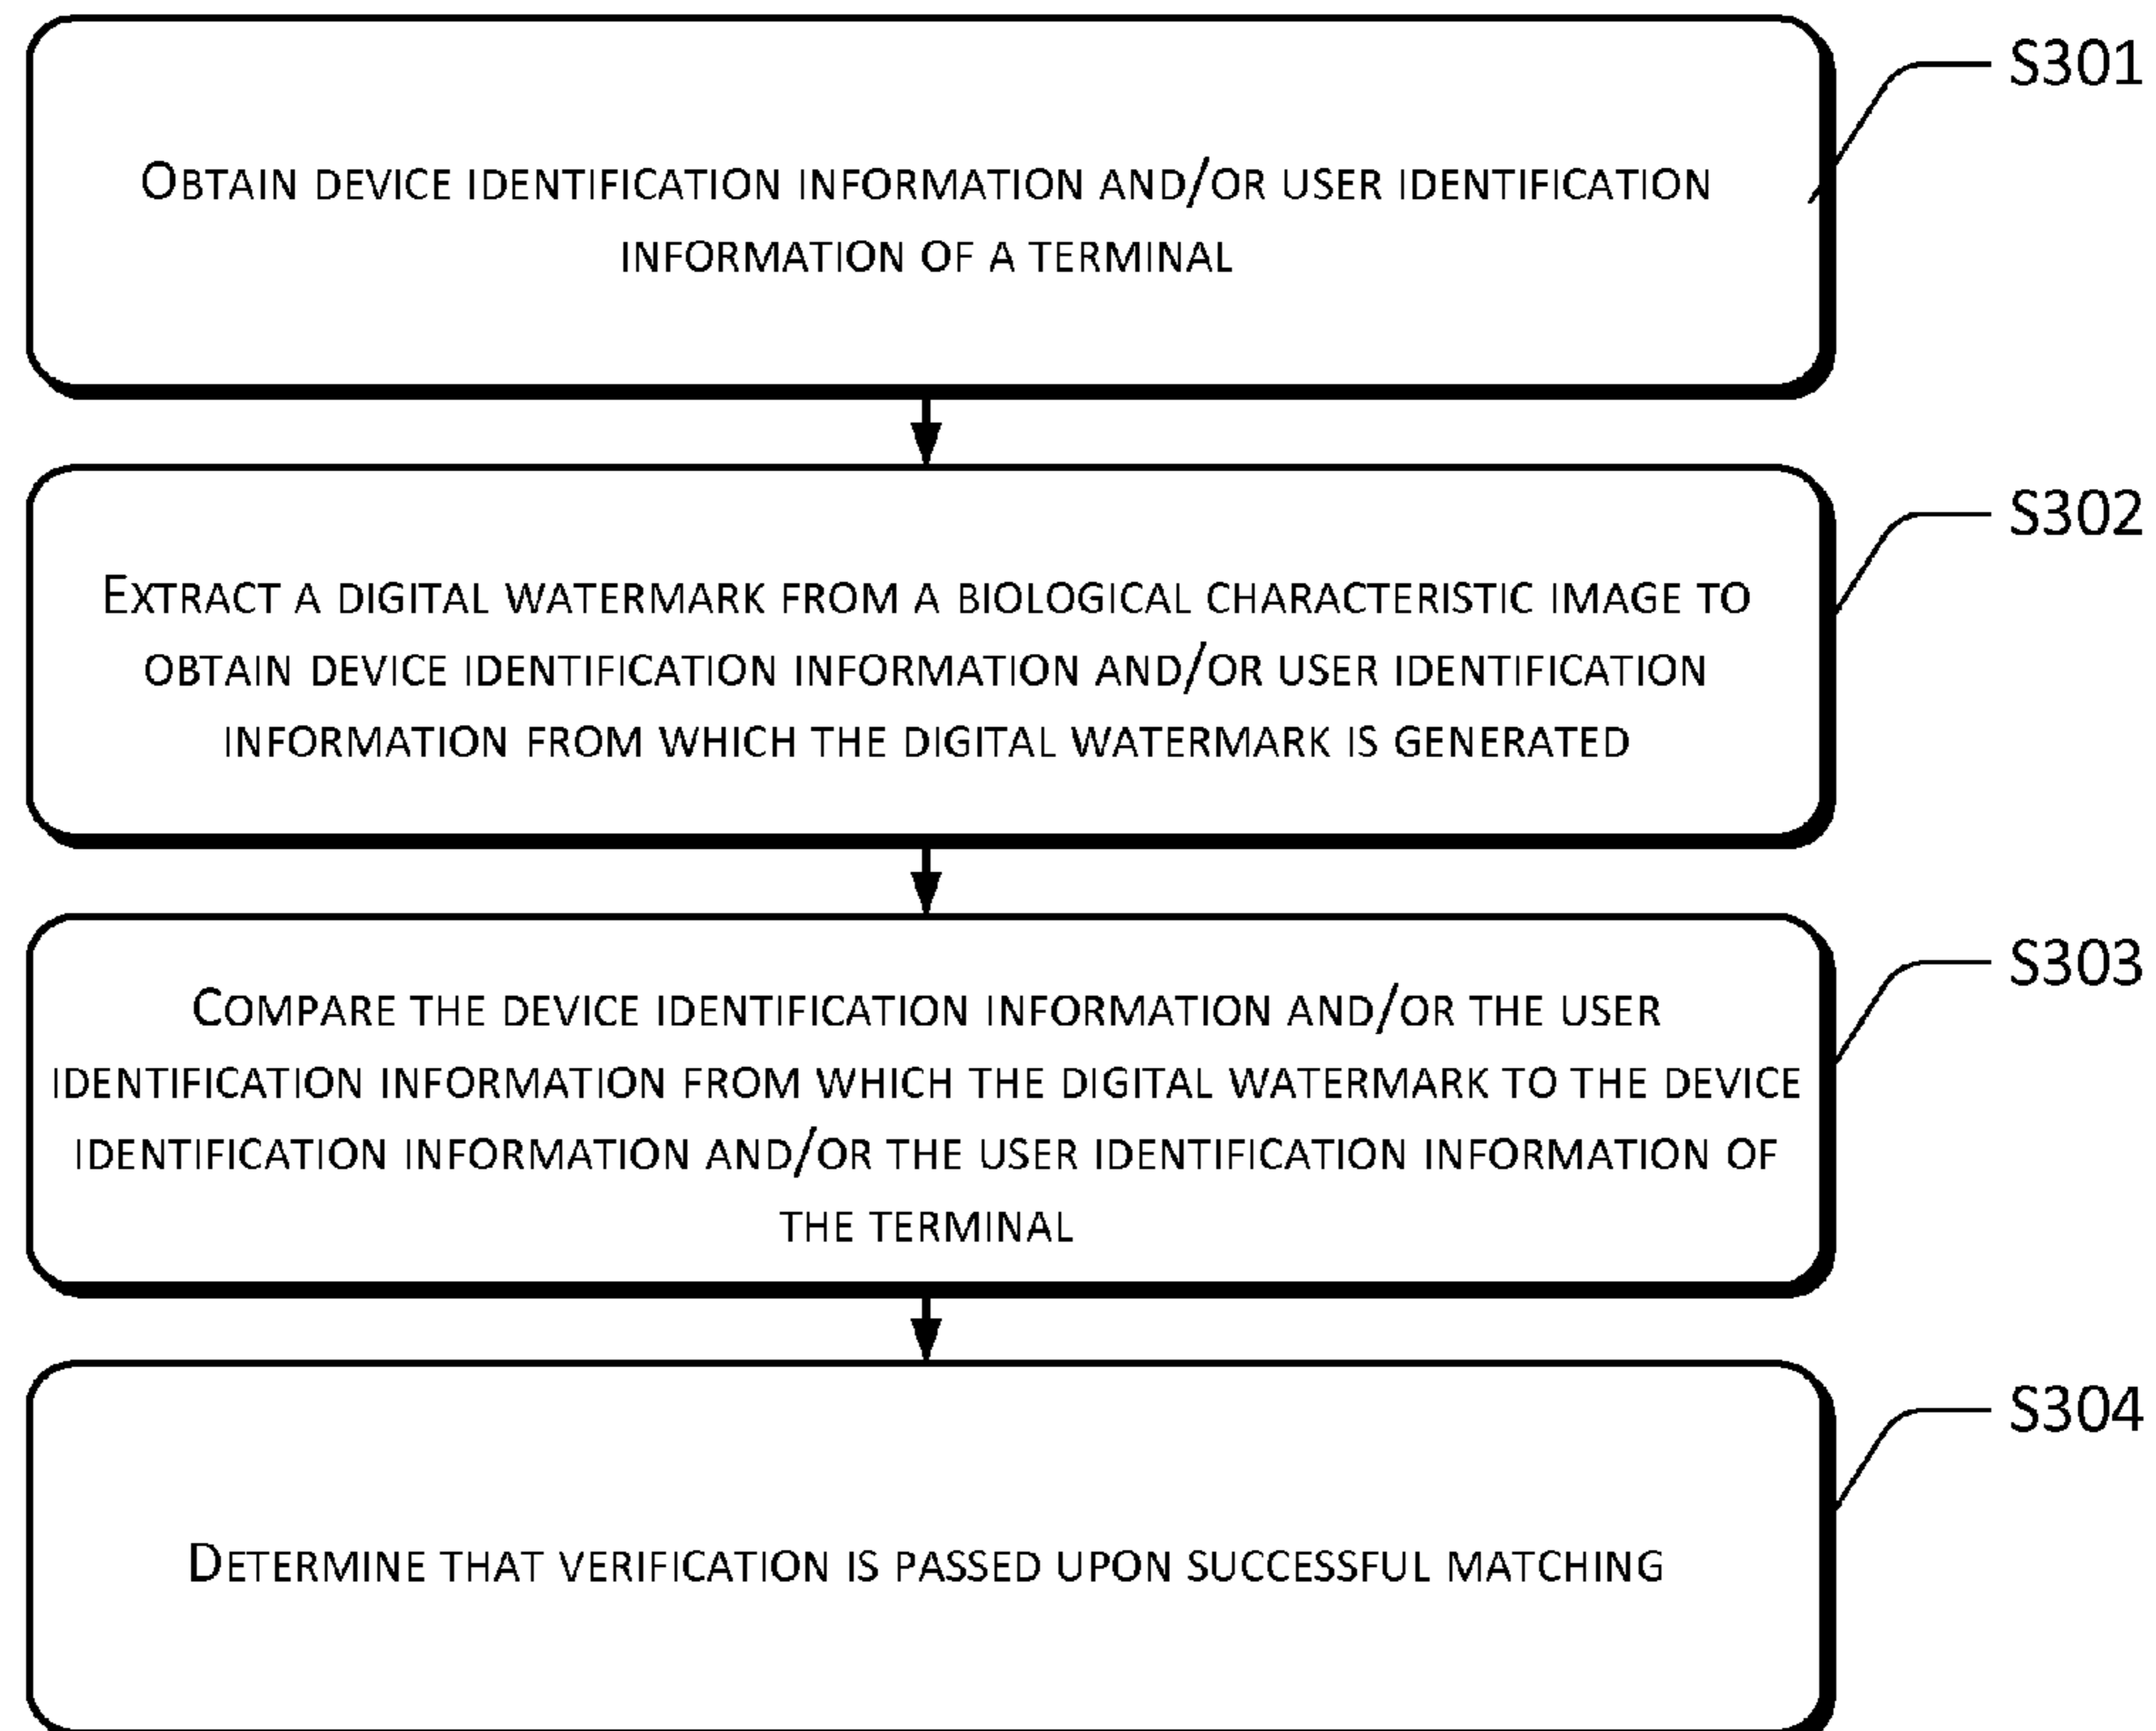 S301
OBTAIN DEVICE IDENTIFICATION INFORMATION AND/OR USER IDENTIFICATION
INFORMATION OF A TERMINAL
S302
EXTRACT A DIGITAL WATERMARK FROM A BIOLOGICAL CHARACTERISTIC IMAGE TO
OBTAIN DEVICE IDENTIFICATION INFORMATION AND/OR USER IDENTIFICATION
INFORMATION FROM WHICH THE DIGITAL WATERMARK IS GENERATED
S303
COMPARE THE DEVICE IDENTIFICATION INFORMATION AND/OR THE USER
IDENTIFICATION INFORMATION FROM WHICH THE DIGITAL WATERMARK TO THE DEVICE
IDENTIFICATION INFORMATION AND/OR THE USER IDENTIFICATION INFORMATION OF
THE TERMINAL
S304
DETERMINE THAT VERIFICATION IS PASSED UPON SUCCESSFUL MATCHING